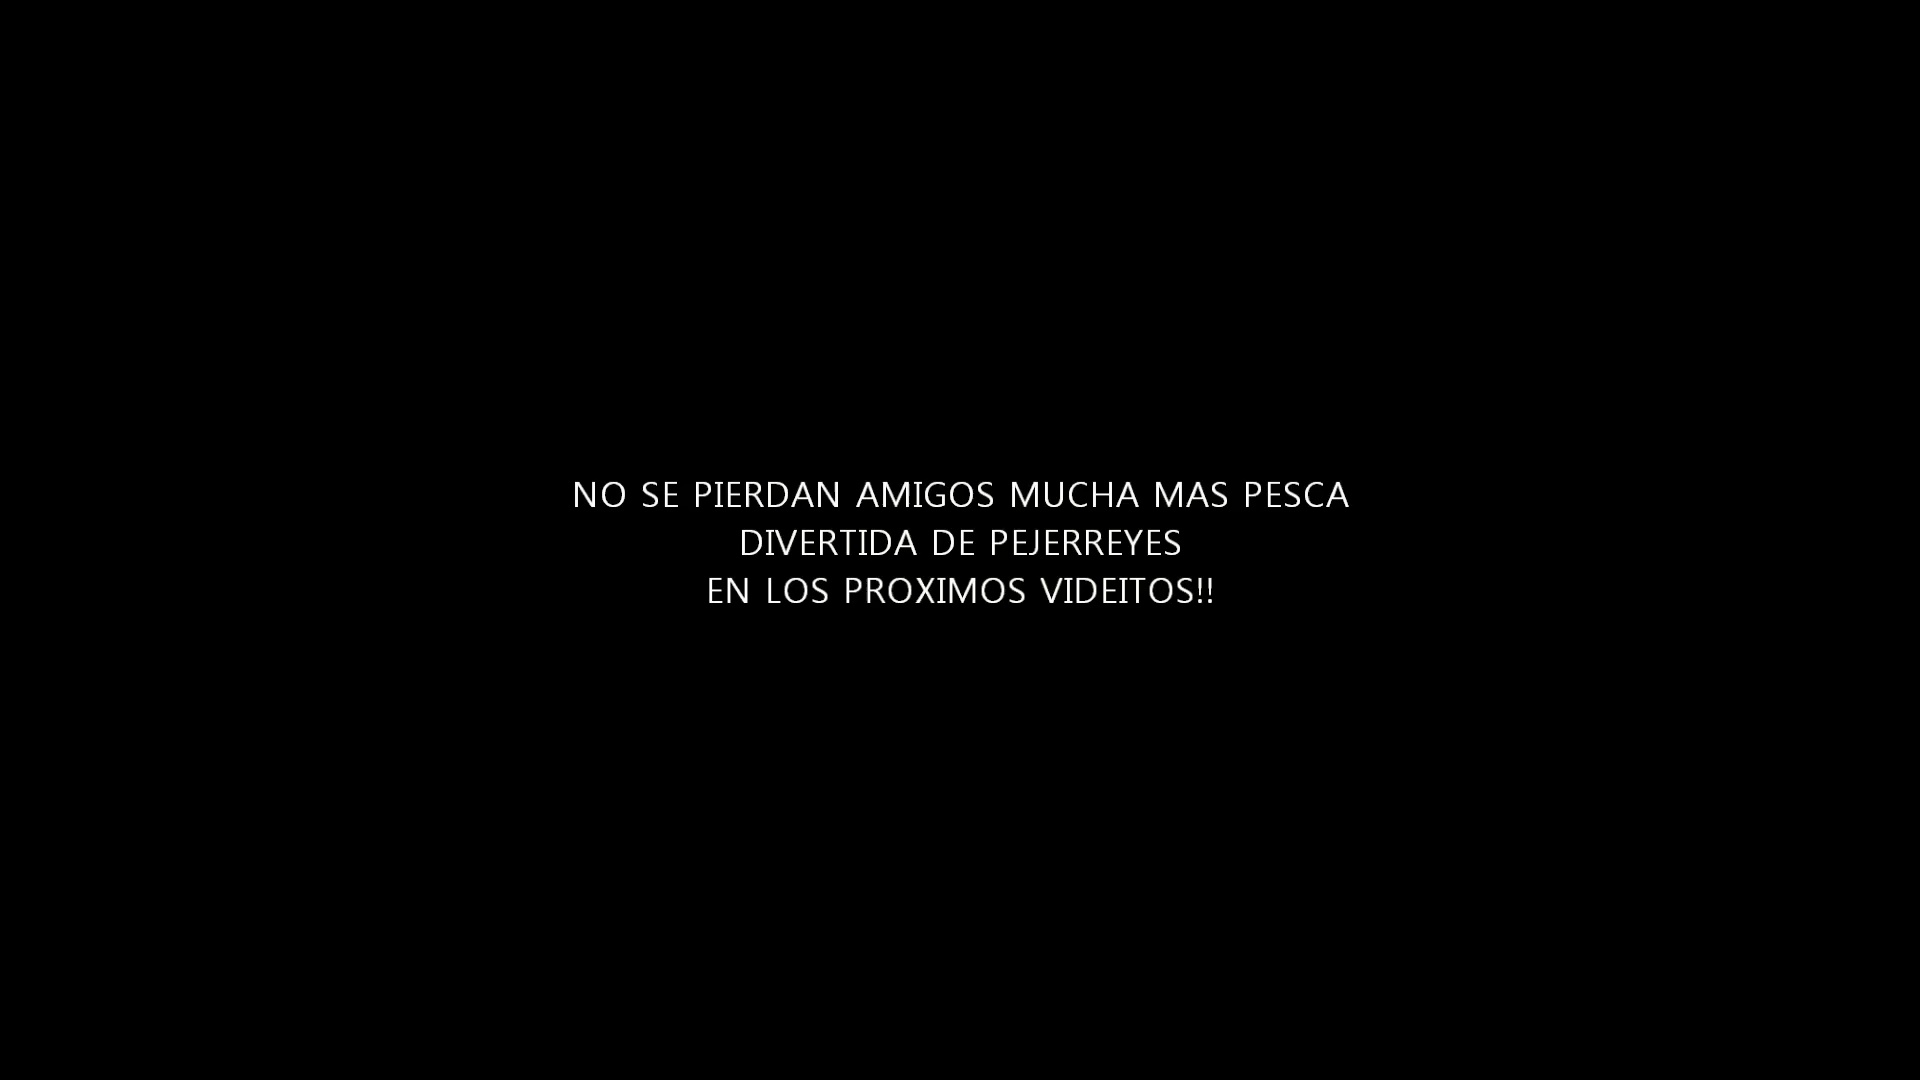 NO SE PIERDAN AMIGOS MUCHA MAS PESCA
DIVERTIDA DE PEJERREYES
EN LOS PROXIMOS VIDEITOS!!